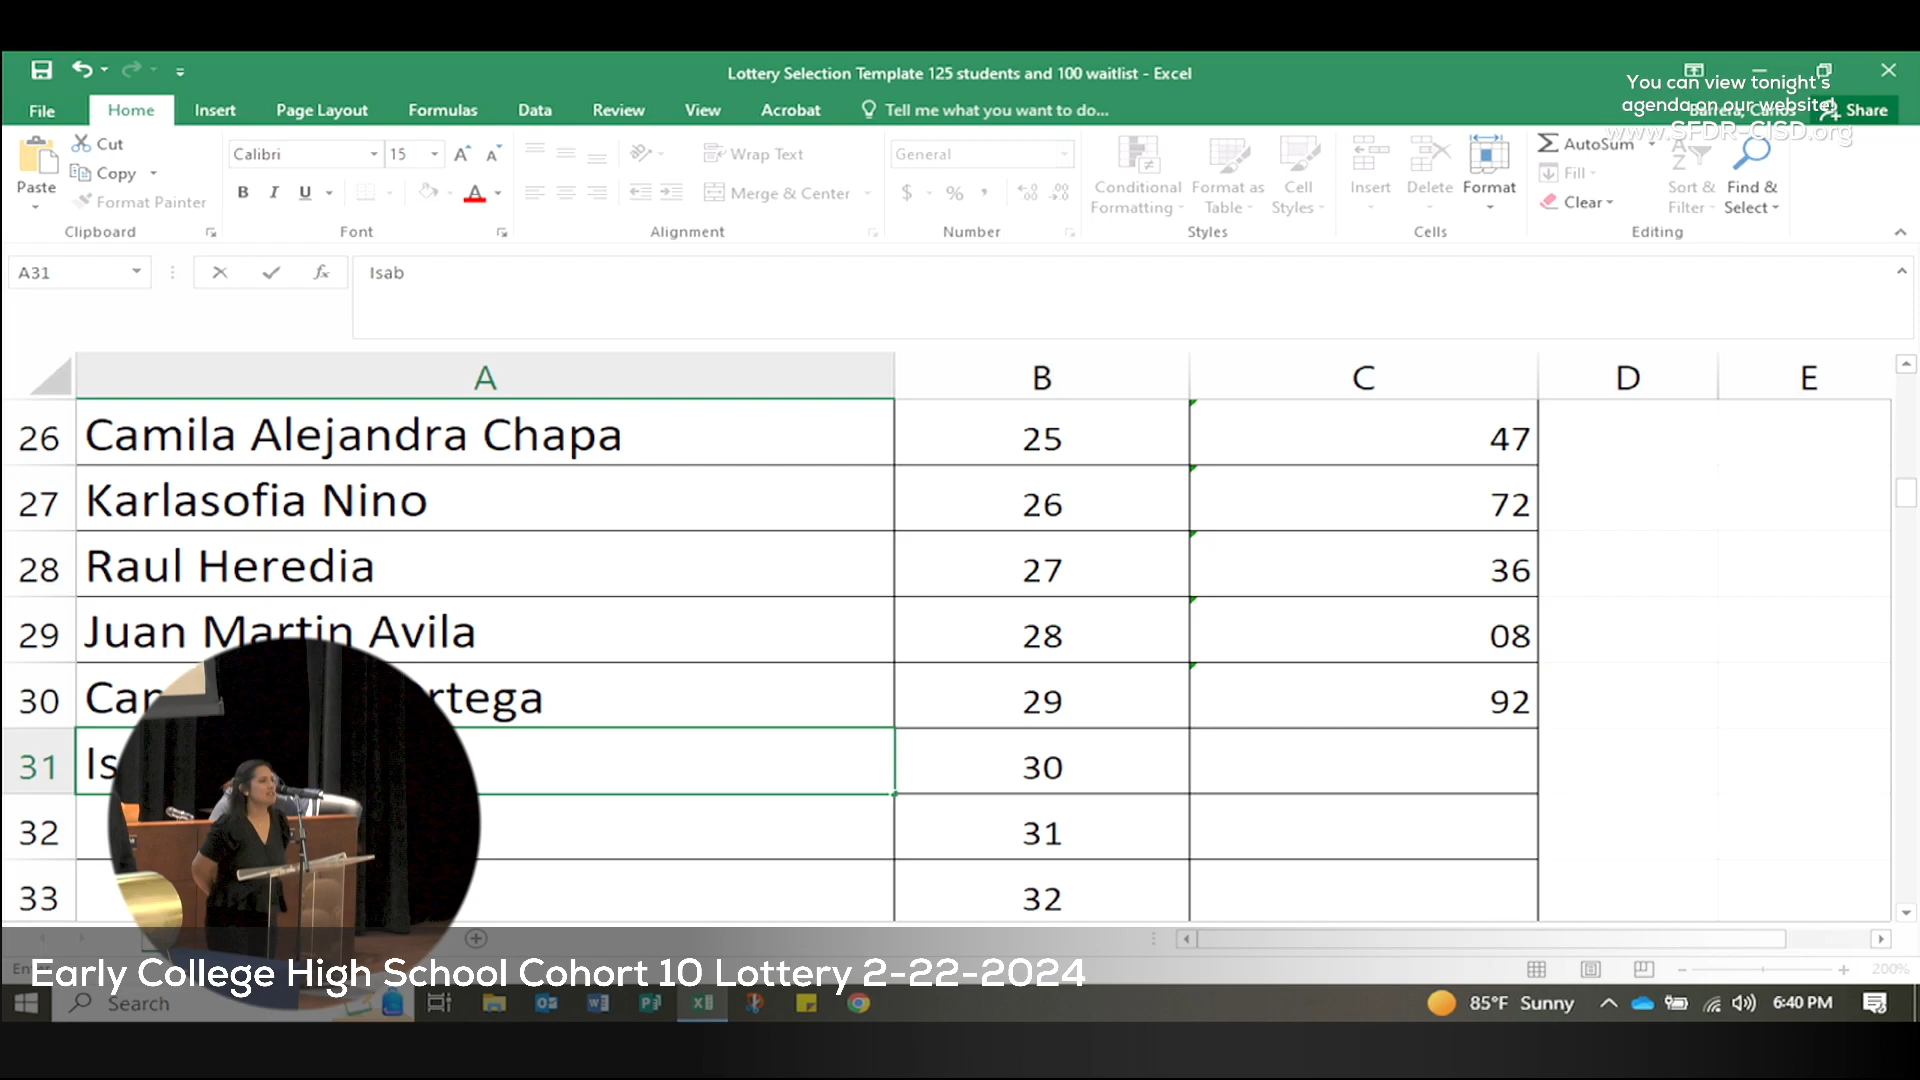 Lottery Selection Template 125 students and 100 waitlist - Excel
You can view tonight's
agenda on our website!
www.SFDR-CISD.org
File Home Insert Page Layout Formulas Data Review View Acrobat Tell me what you want to do... Share
Cut
Copy
Format Painter
Paste
Clipboard
Calibri 15
B I U A
Font
Wrap Text
Merge & Center
Alignment
General
$ % ,
Number
Conditional Formatting
Format as Table
Cell Styles
Styles
Insert Delete Format
Cells
AutoSum
Fill
Clear
Sort & Filter
Find & Select
Editing
A31 fx Isab
A B C D E
26 Camila Alejandra Chapa 25 47
27 Karlasofia Nino 26 72
28 Raul Heredia 27 36
29 Juan Martin Avila 28 08
30 29 92
31 30
32 31
33 32
Early College High School Cohort 10 Lottery 2-22-2024
200%
Search
85°F Sunny 6:40 PM